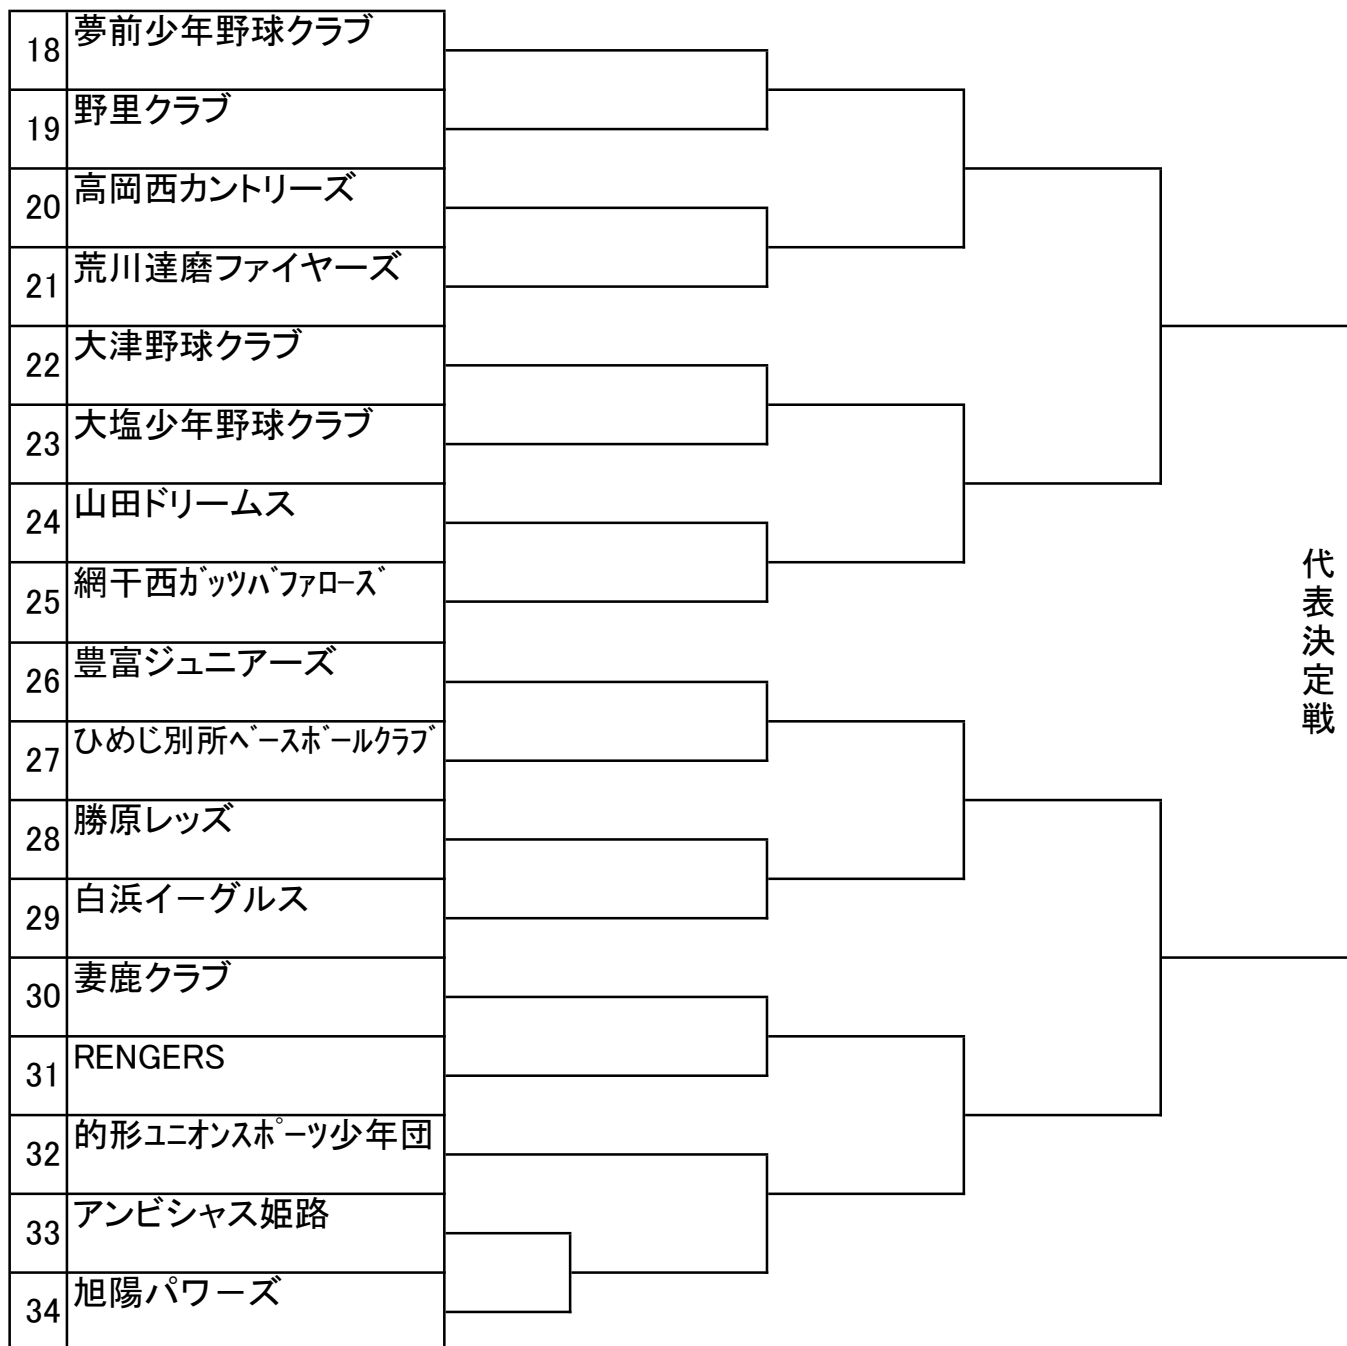 18 夢前少年野球クラブ
19 野里クラブ
20 高岡西カントリーズ
21 荒川達磨ファイヤーズ
22 大津野球クラブ
23 大塩少年野球クラブ
24 山田ドリームス
25 網干西ｶﾞｯﾂﾊﾞﾌｧﾛｰｽﾞ
26 豊富ジュニアーズ
27 ひめじ別所ﾍﾞｰｽﾎﾞｰﾙｸﾗﾌﾞ
28 勝原レッズ
29 白浜イーグルス
30 妻鹿クラブ
31 RENGERS
32 的形ﾕﾆｵﾝｽﾎﾟｰﾂ少年団
33 アンビシャス姫路
34 旭陽パワーズ
代表決定戦